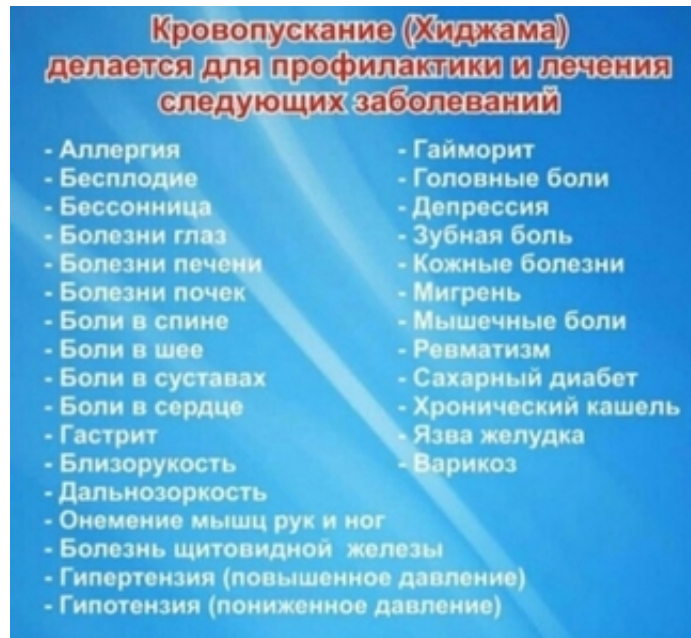 Кровопускание (Хиджама)
делается для профилактики и лечения
следующих заболеваний
- Аллергия
- Бесплодие
- Бессонница
- Болезни глаз
- Болезни печени
- Болезни почек
- Боли в спине
- Боли в шее
- Боли в суставах
- Боли в сердце
- Гастрит
- Близорукость
- Дальнозоркость
- Онемение мышц рук и ног
- Болезнь щитовидной железы
- Гипертензия (повышенное давление)
- Гипотензия (пониженное давление)
- Гайморит
- Головные боли
- Депрессия
- Зубная боль
- Кожные болезни
- Мигрень
- Мышечные боли
- Ревматизм
- Сахарный диабет
- Хронический кашель
- Язва желудка
- Варикоз